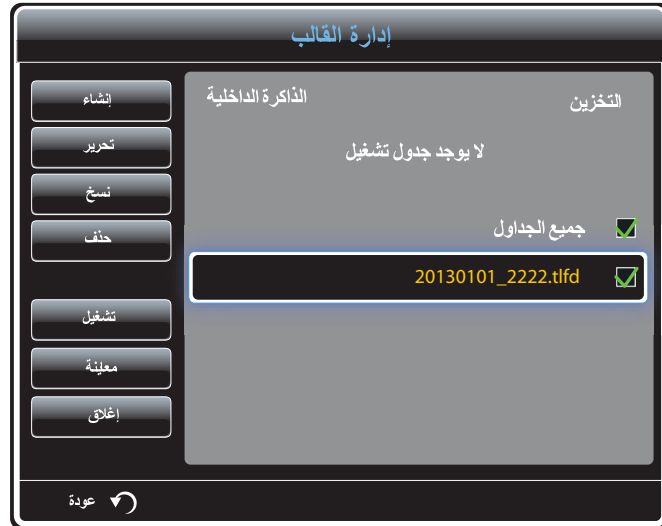 إدارة القالب
التخزين الذاكرة الداخلية
لا يوجد جدول تشغيل
جميع الجداول
20130101_2222.tlfd
إنشاء
تحرير
نسخ
حذف
تشغيل
معاينة
إغلاق
عودة